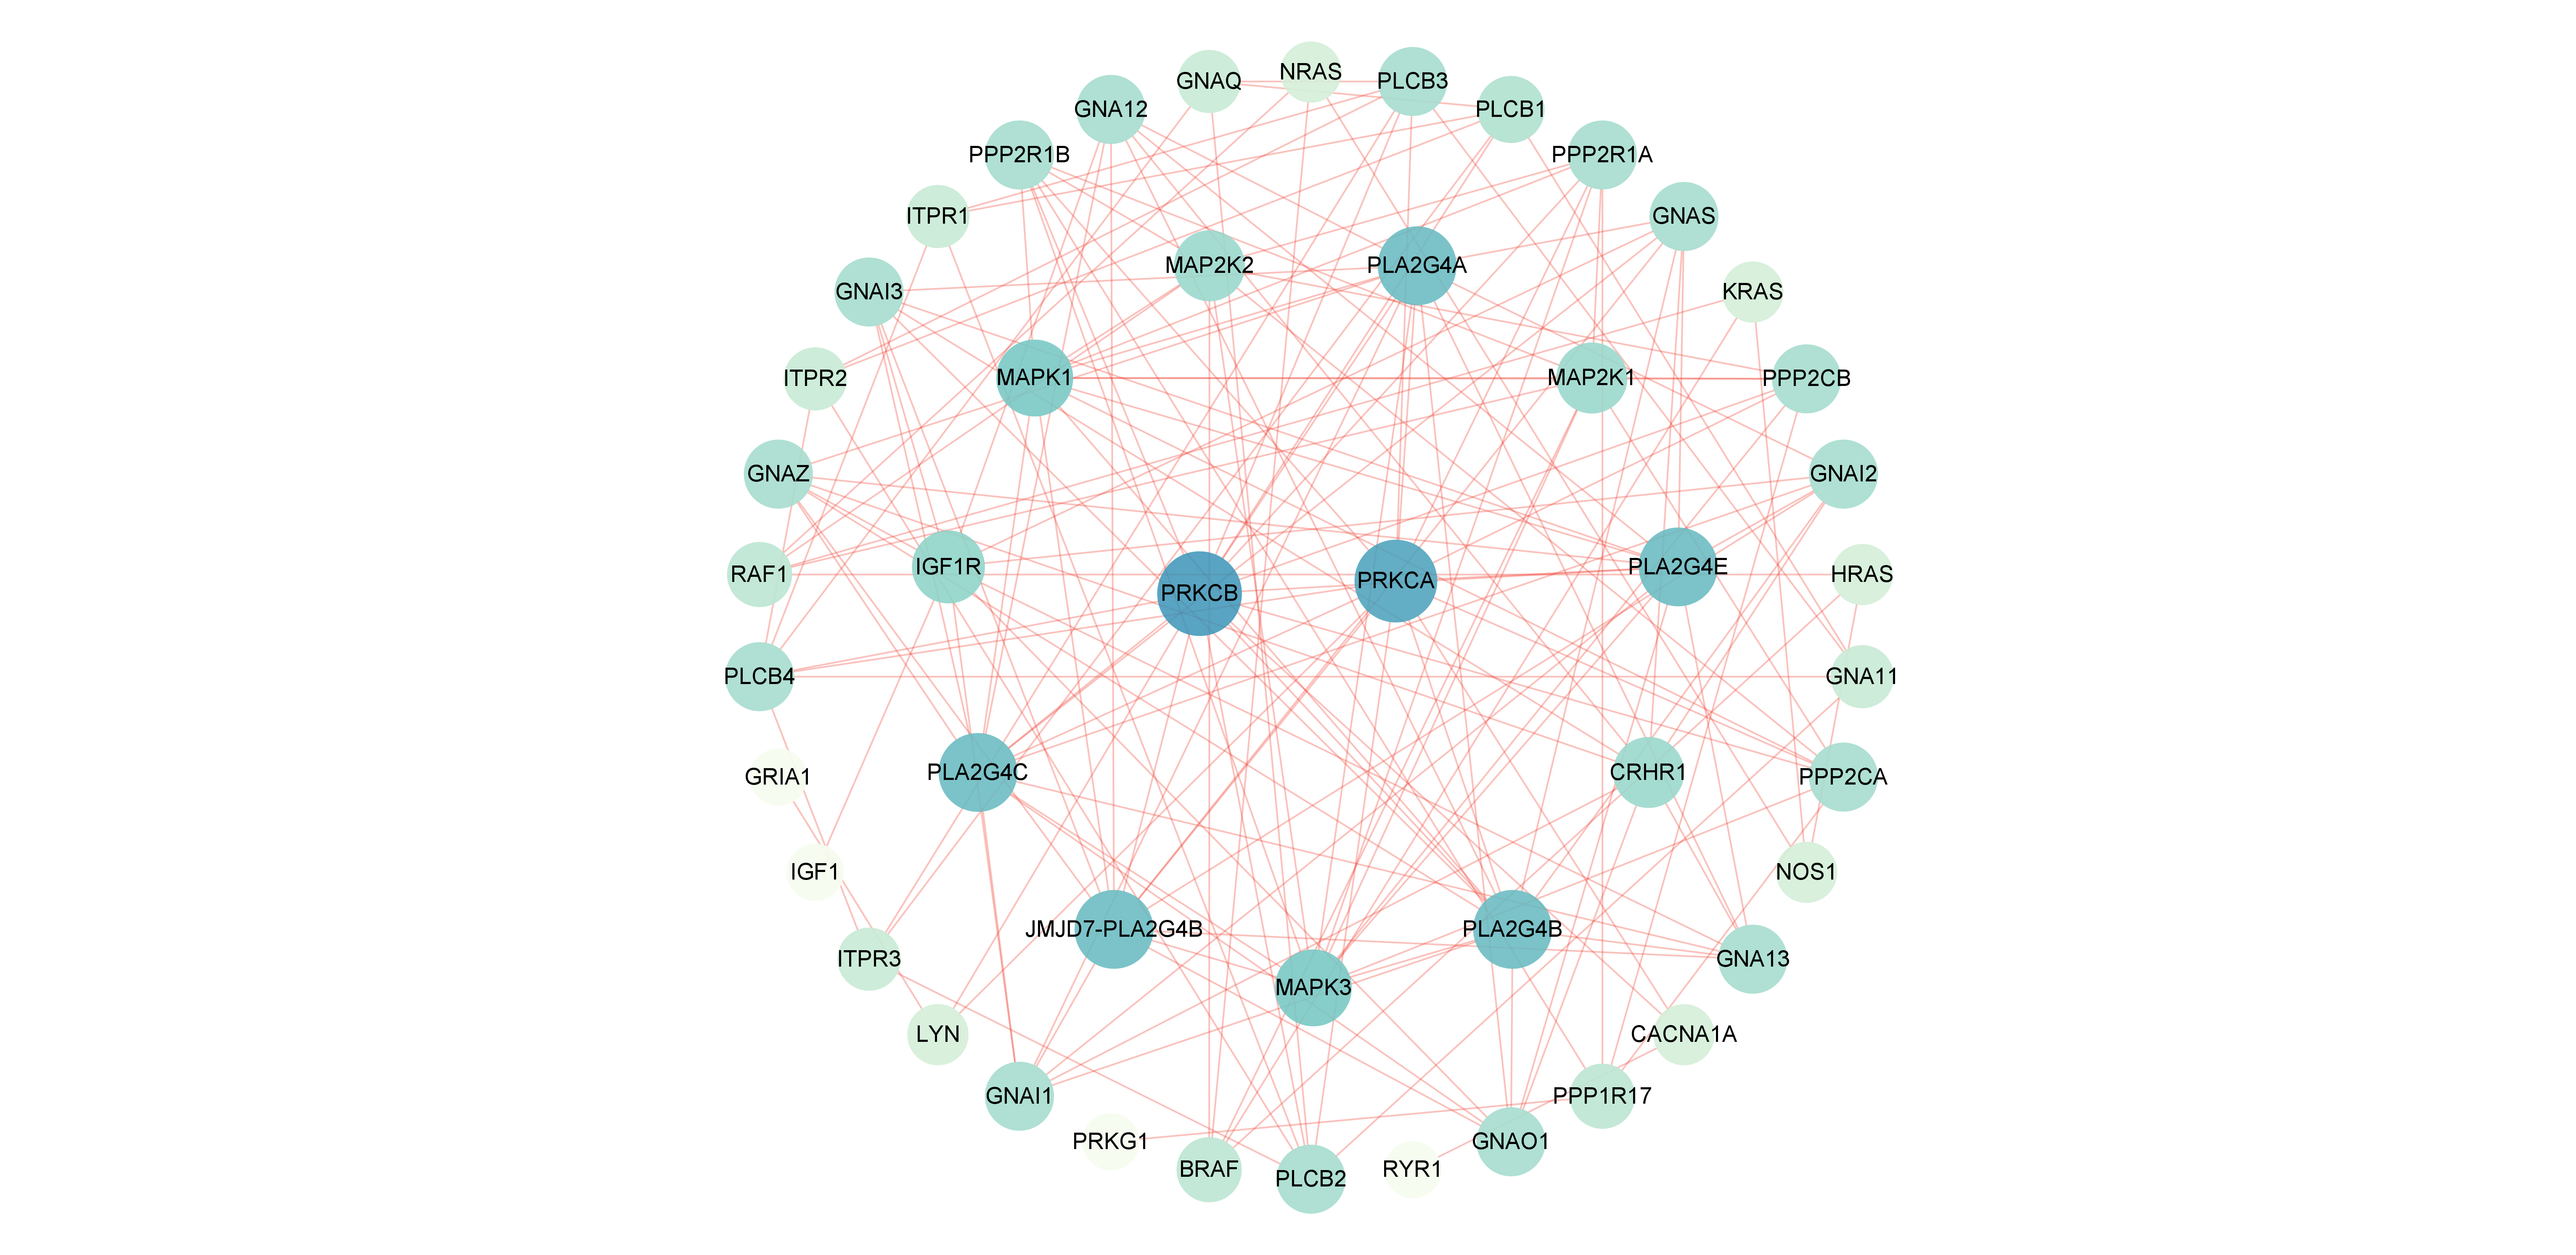 NRAS
GNAQ
PLCB3
GNA12
PLCB1
PPP2R1B
PPP2R1A
ITPR1
GNAS
MAP2K2
PLA2G4A
GNAI3
KRAS
ITPR2
MAPK1
MAP2K1
PPP2CB
GNAZ
GNAI2
RAF1
IGF1R
PRKCB
PRKCA
PLA2G4E
HRAS
PLCB4
GNA11
GRIA1
PLA2G4C
CRHR1
PPP2CA
IGF1
NOS1
JMJD7-PLA2G4B
PLA2G4B
ITPR3
MAPK3
GNA13
LYN
CACNA1A
GNAI1
PPP1R17
PRKG1
GNAO1
BRAF
PLCB2
RYR1